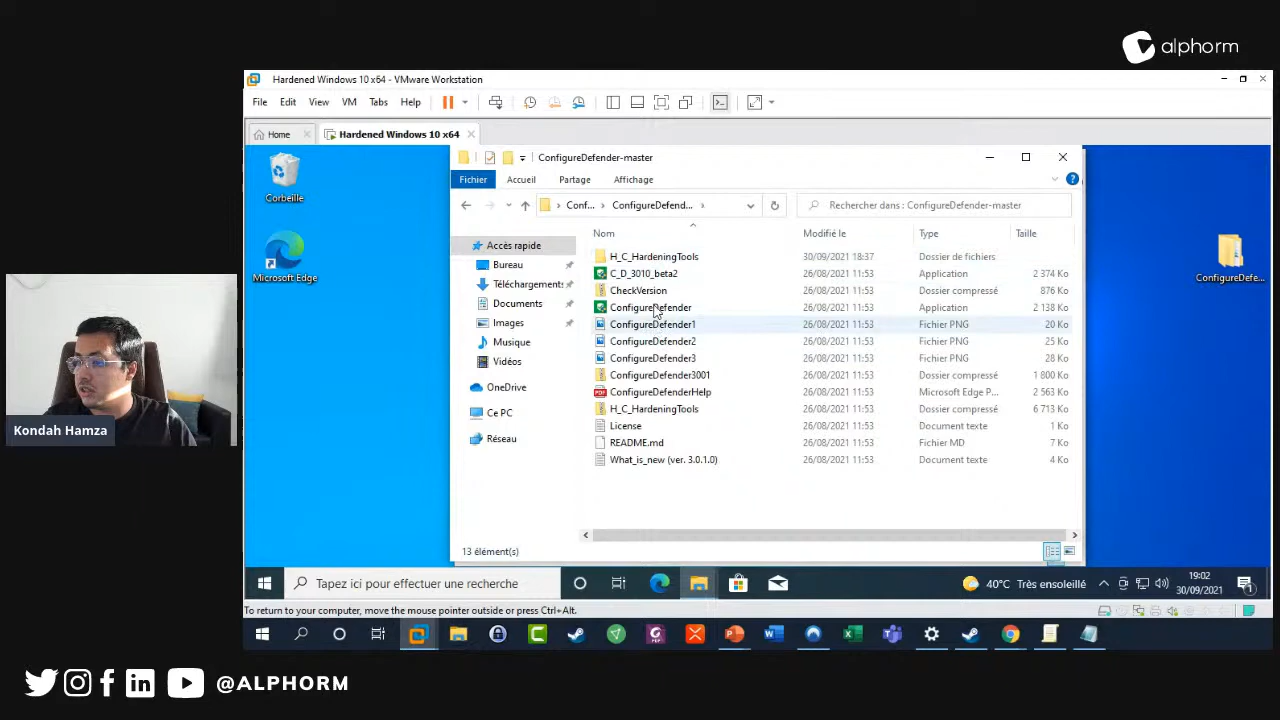 alphorm
Hardened Windows 10 x64 - VMware Workstation
File Edit View VM Tabs Help
Home Hardened Windows 10 x64
Corbeille
Microsoft Edge
ConfigureDefe...
ConfigureDefender-master
Fichier Accueil Partage Affichage
Conf... ConfigureDefend... Rechercher dans : ConfigureDefender-master
Nom Modifié le Type Taille
Accès rapide
Bureau
Téléchargements
Documents
Images
Musique
Vidéos
OneDrive
Ce PC
Réseau
H_C_HardeningTools 30/09/2021 18:37 Dossier de fichiers
C_D_3010_beta2 26/08/2021 11:53 Application 2 374 Ko
CheckVersion 26/08/2021 11:53 Dossier compressé 876 Ko
ConfigureDefender 26/08/2021 11:53 Application 2 138 Ko
ConfigureDefender1 26/08/2021 11:53 Fichier PNG 20 Ko
ConfigureDefender2 26/08/2021 11:53 Fichier PNG 25 Ko
ConfigureDefender3 26/08/2021 11:53 Fichier PNG 28 Ko
ConfigureDefender3001 26/08/2021 11:53 Dossier compressé 1 800 Ko
ConfigureDefenderHelp 26/08/2021 11:53 Microsoft Edge P... 2 563 Ko
H_C_HardeningTools 26/08/2021 11:53 Dossier compressé 6 713 Ko
License 26/08/2021 11:53 Document texte 1 Ko
README.md 26/08/2021 11:53 Fichier MD 7 Ko
What_is_new (ver. 3.0.1.0) 26/08/2021 11:53 Document texte 4 Ko
13 élément(s)
Kondah Hamza
Tapez ici pour effectuer une recherche
40°C Très ensoleillé
19:02
30/09/2021
To return to your computer, move the mouse pointer outside or press Ctrl+Alt.
@ALPHORM